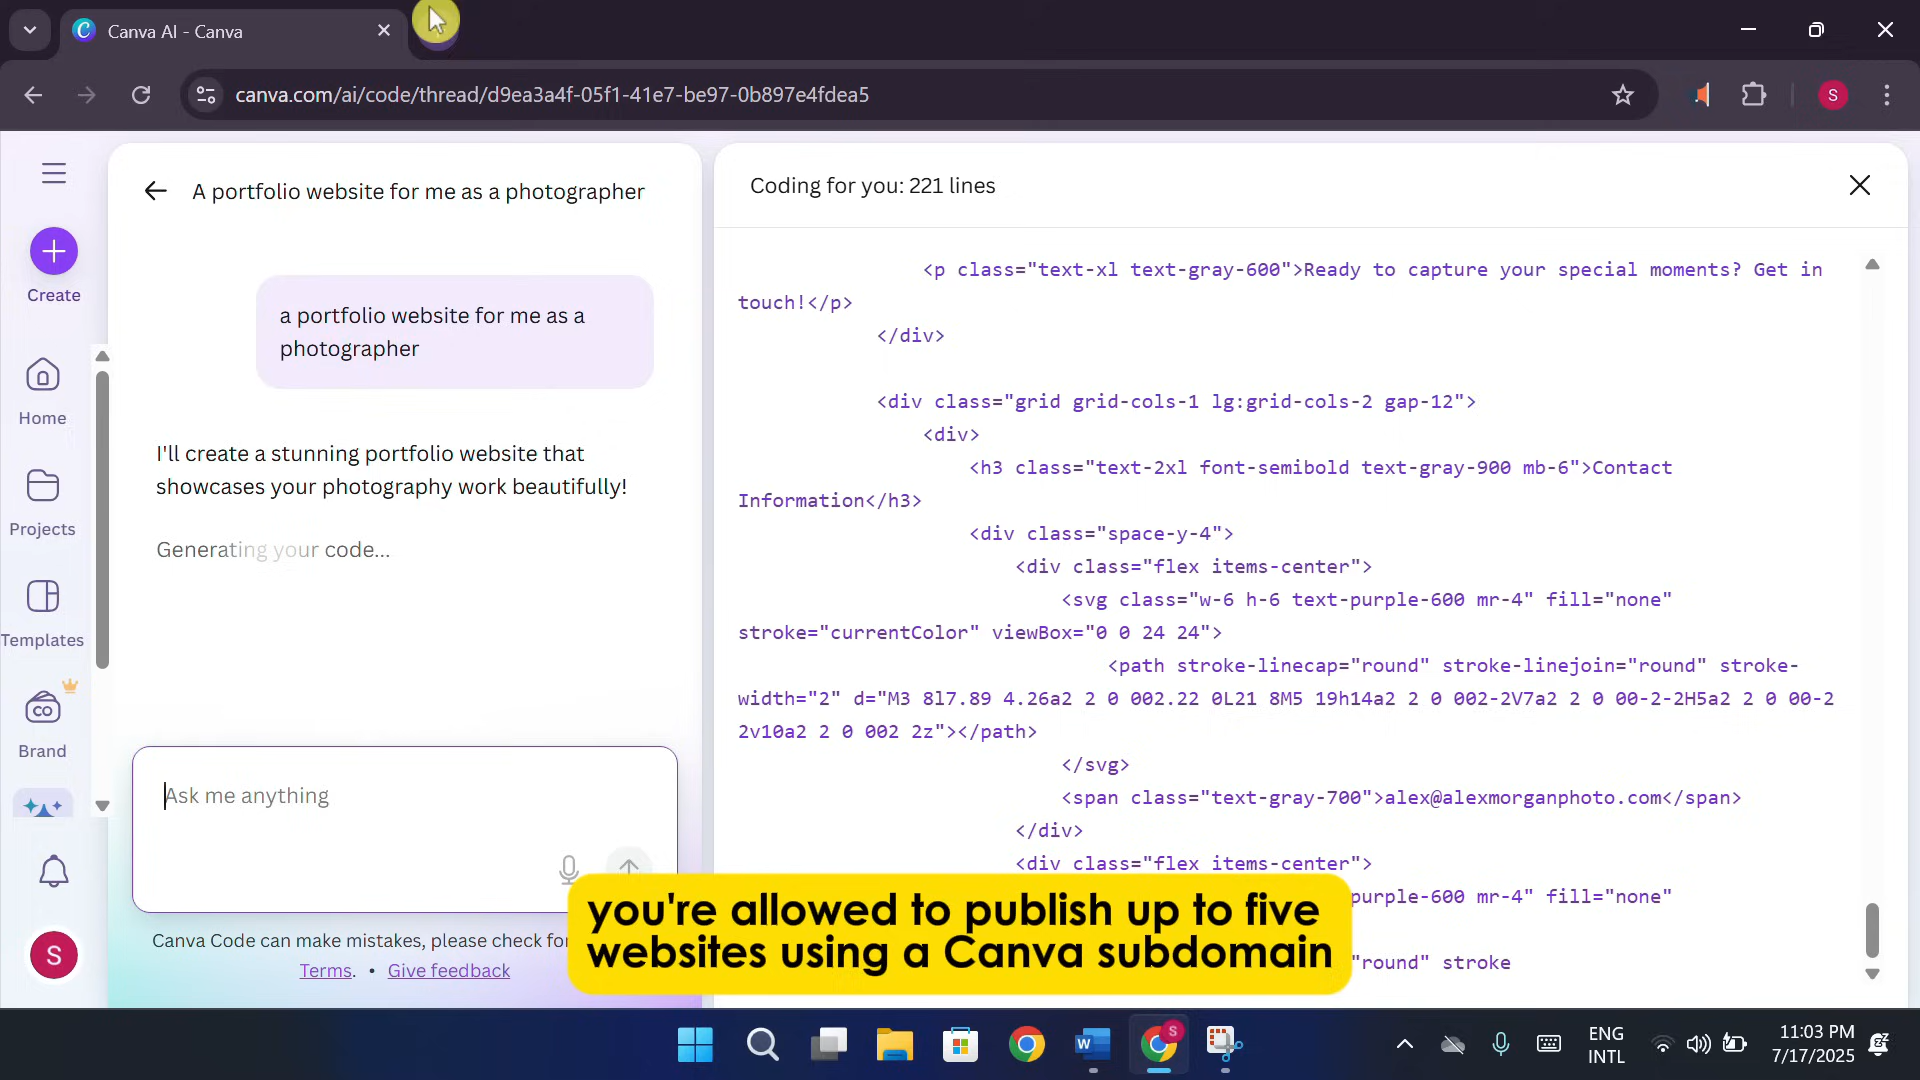 Canva AI - Canva
canva.com/ai/code/thread/d9ea3a4f-05f1-41e7-be97-0b897e4fdea5
S
A portfolio website for me as a photographer
Create
Home
Projects
Templates
CO
Brand
S
a portfolio website for me as a
photographer
I'll create a stunning portfolio website that
showcases your photography work beautifully!
Generating your code...
Ask me anything
Canva Code can make mistakes, please check for
Terms. • Give feedback
Coding for you: 221 lines
<p class="text-xl text-gray-600">Ready to capture your special moments? Get in
touch!</p>
</div>
<div class="grid grid-cols-1 lg:grid-cols-2 gap-12">
<div>
<h3 class="text-2xl font-semibold text-gray-900 mb-6">Contact
Information</h3>
<div class="space-y-4">
<div class="flex items-center">
<svg class="w-6 h-6 text-purple-600 mr-4" fill="none"
stroke="currentColor" viewBox="0 0 24 24">
<path stroke-linecap="round" stroke-linejoin="round" stroke-
width="2" d="M3 8l7.89 4.26a2 2 0 002.22 0L21 8M5 19h14a2 2 0 002-2V7a2 2 0 00-2-2H5a2 2 0 00-2
2v10a2 2 0 002 2z"></path>
</svg>
<span class="text-gray-700">alex@alexmorganphoto.com</span>
</div>
<div class="flex items-center">
purple-600 mr-4" fill="none"
"round" stroke
you're allowed to publish up to five
websites using a Canva subdomain
W
S
ENG
INTL
11:03 PM
7/17/2025